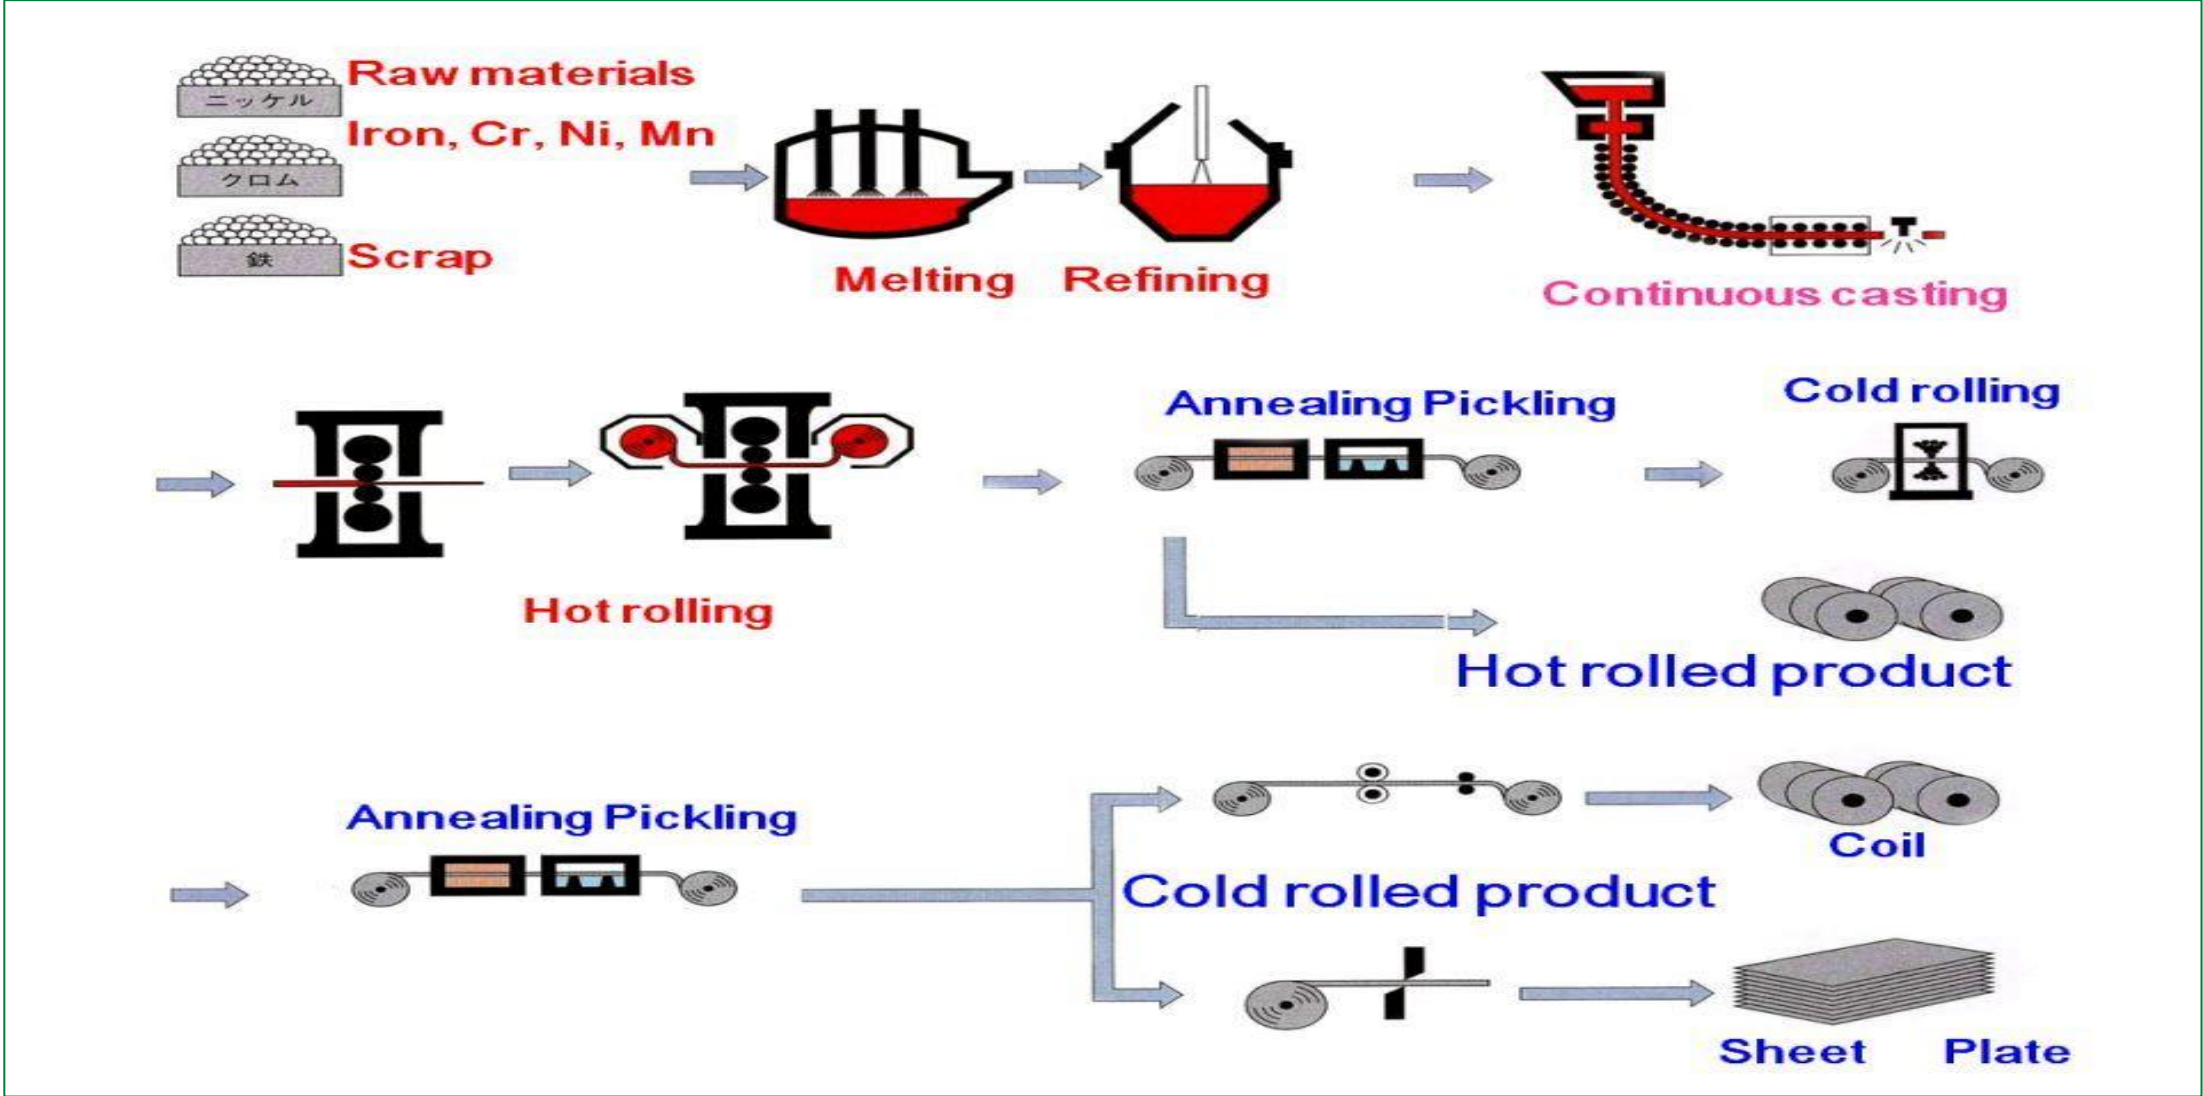 Raw materials
ニッケル
Iron, Cr, Ni, Mn
クロム
Scrap
鉄
Melting
Refining
Continuous casting
Annealing Pickling
Cold rolling
Hot rolling
Hot rolled product
Annealing Pickling
Coil
Cold rolled product
Sheet
Plate